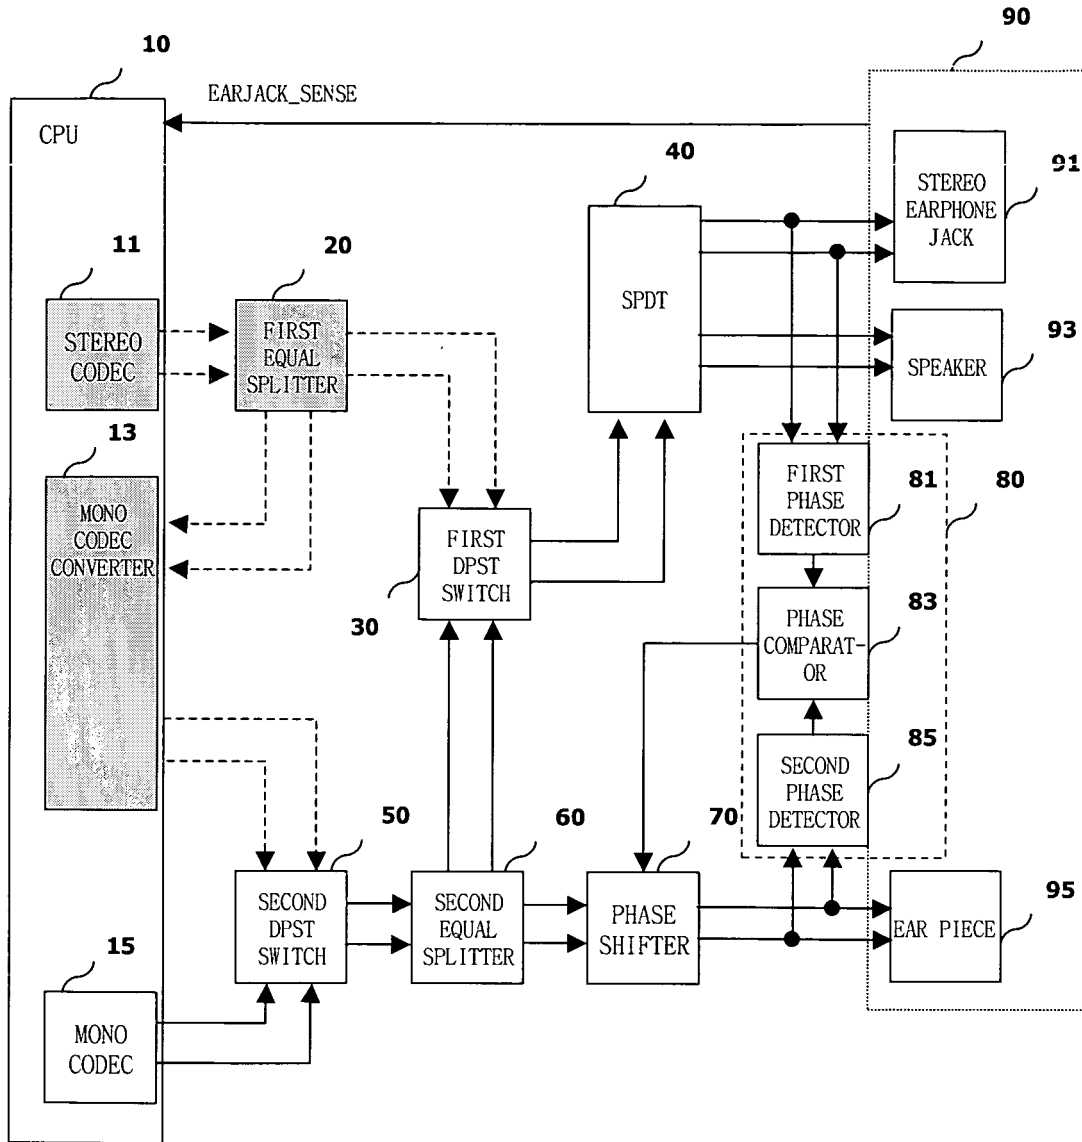 90
10
EARJACK_SENSE
CPU
40
91
STEREO
EARPHONE
JACK
11
20
SPDT
FIRST
EQUAL
SPLITTER
STEREO
CODEC
93
SPEAKER
13
FIRST
PHASE
DETECTOR
81
80
MONO
CODEC
CONVERTER
FIRST
DPST
SWITCH
30
PHASE
COMPARAT-
OR
83
85
SECOND
PHASE
DETECTOR
50
60
70
SECOND
DPST
SWITCH
SECOND
EQUAL
SPLITTER
PHASE
SHIFTER
EAR PIECE
95
15
MONO
CODEC